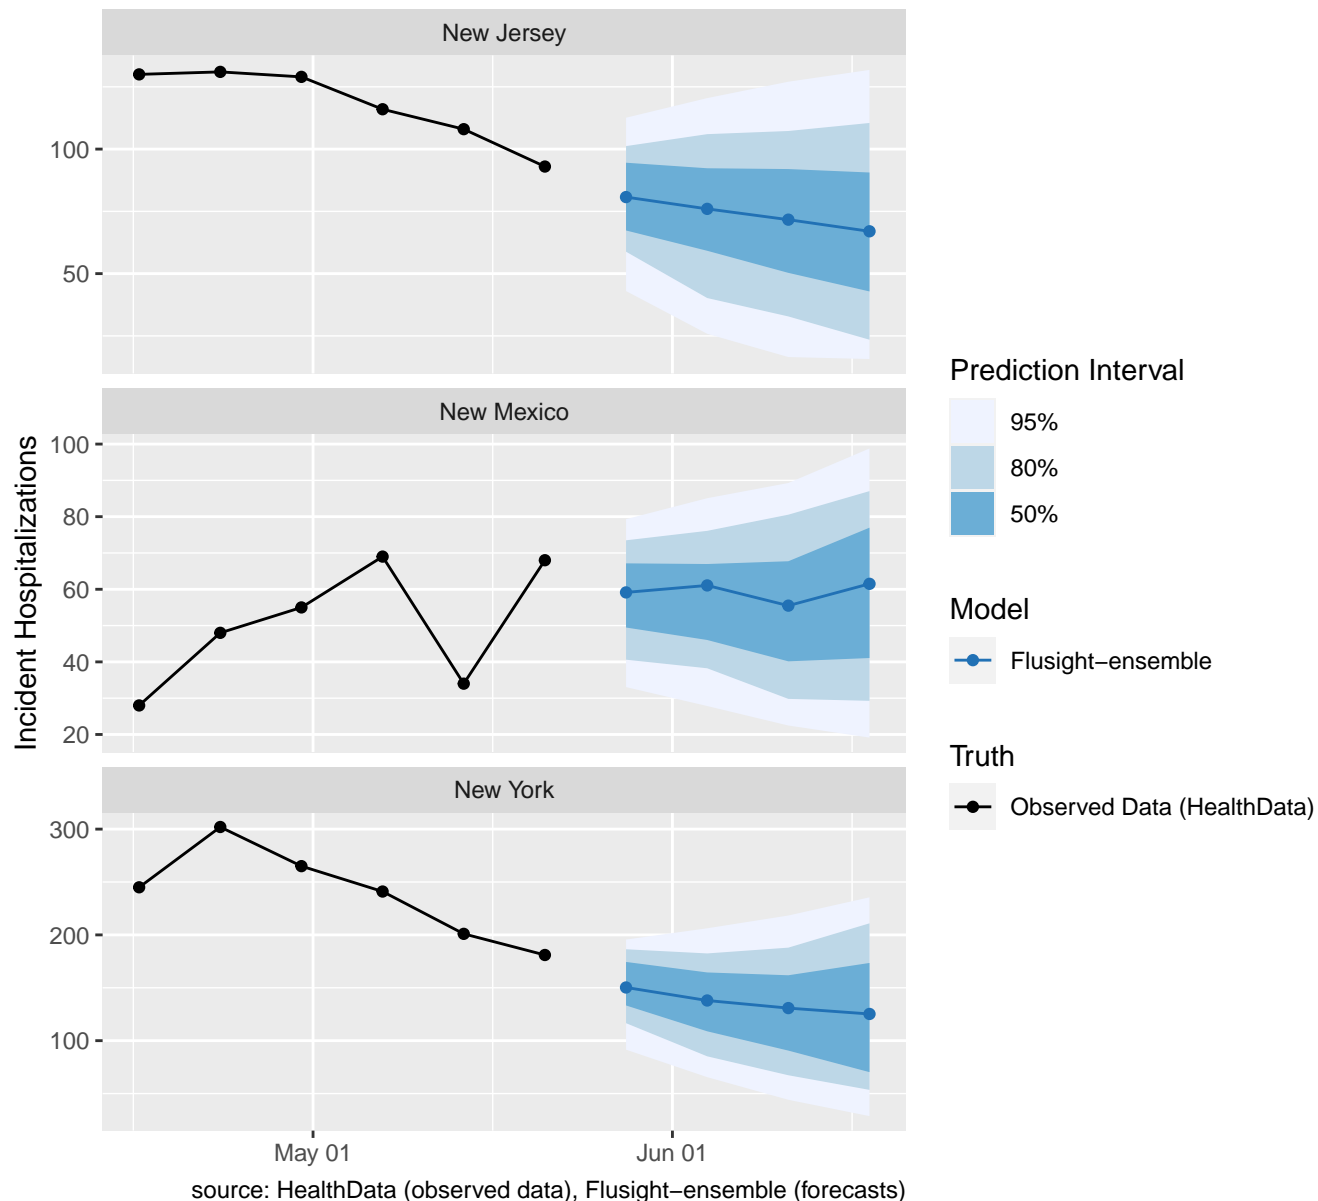 New Jersey
100
50
New Mexico
100
80
60
40
20
New York
300
200
100
May 01
Jun 01
Incident Hospitalizations
source: HealthData (observed data), Flusight−ensemble (forecasts)
Prediction Interval
95%
80%
50%
Model
Flusight−ensemble
Truth
Observed Data (HealthData)